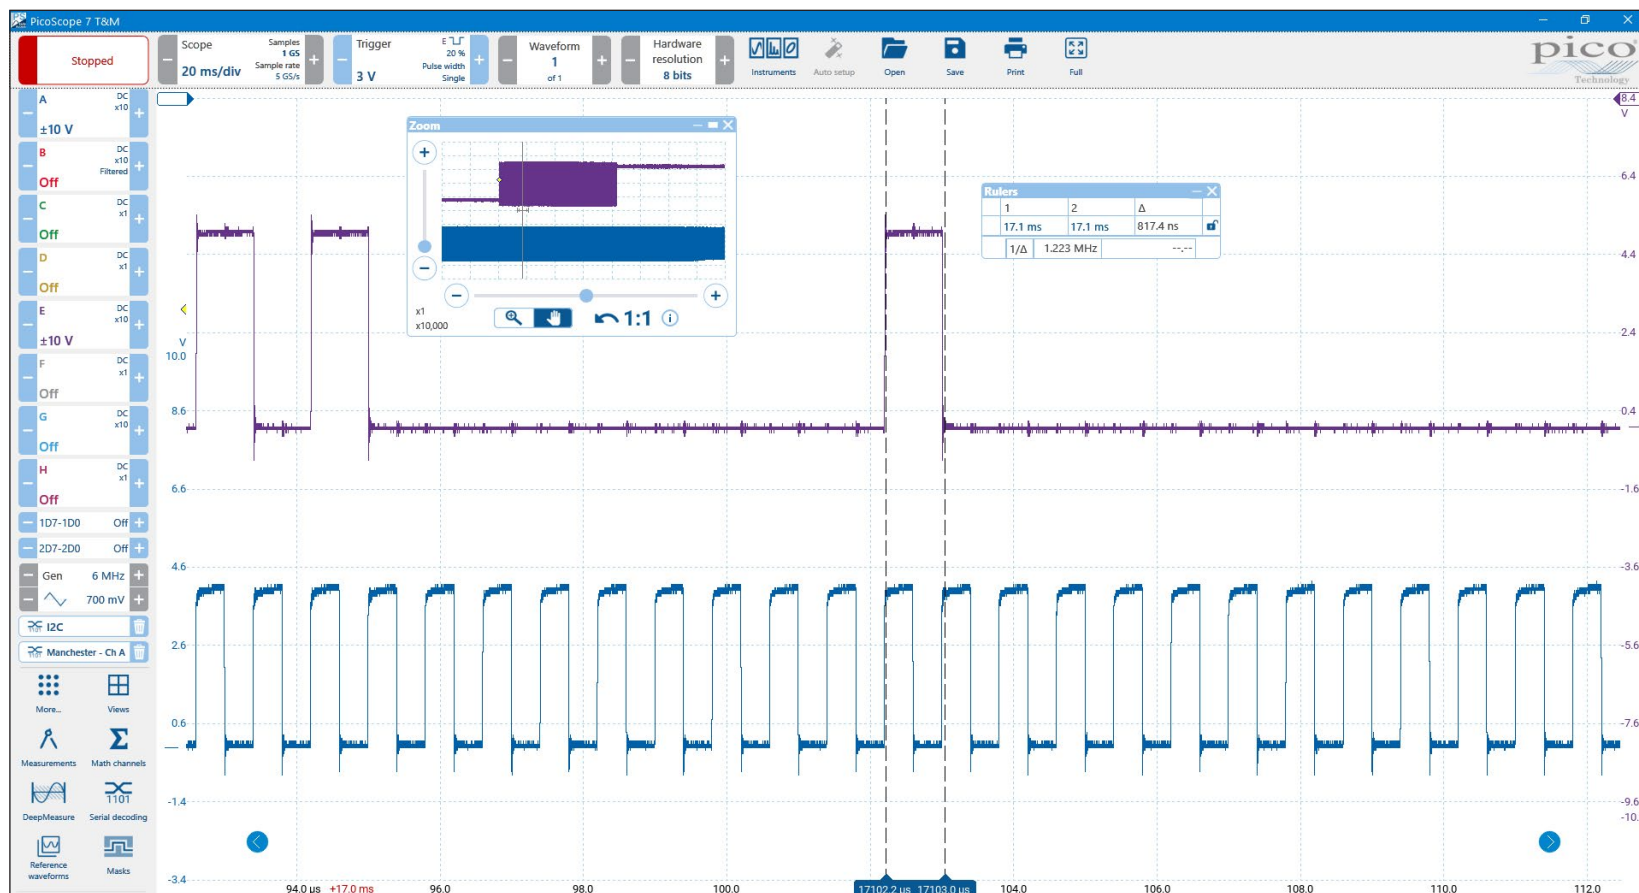 PicoScope 7 T&M
Stopped
Scope
20 ms/div
Samples
1 GS
Sample rate
5 GS/s
Trigger
3 V
E
20 %
Pulse width
Single
Waveform
1
of 1
Hardware
resolution
8 bits
Instruments
Auto setup
Open
Save
Print
Full
pico
Technology
A
DC
x10
±10 V
B
DC
x10
Filtered
Off
C
DC
x1
Off
D
DC
x1
Off
E
DC
x10
±10 V
F
DC
x1
Off
G
DC
x10
Off
H
DC
x1
Off
1D7-1D0 Off
2D7-2D0 Off
Gen 6 MHz
700 mV
I2C
Manchester - Ch A
More...
Views
Measurements
Math channels
DeepMeasure
1101
Serial decoding
Reference
waveforms
Masks
V
10.0
8.6
6.6
4.6
2.6
0.6
-1.4
-3.4
Zoom
x1
x10,000
1:1
Rulers
1 2 Δ
17.1 ms 17.1 ms 817.4 ns
1/Δ 1.223 MHz --.--
8.4
V
6.4
4.4
2.4
0.4
-1.6
-3.6
-5.6
-7.6
-9.6
-10.
94.0 µs +17.0 ms 96.0 98.0 100.0 17102.2 µs 17103.0 µs 104.0 106.0 108.0 110.0 112.0